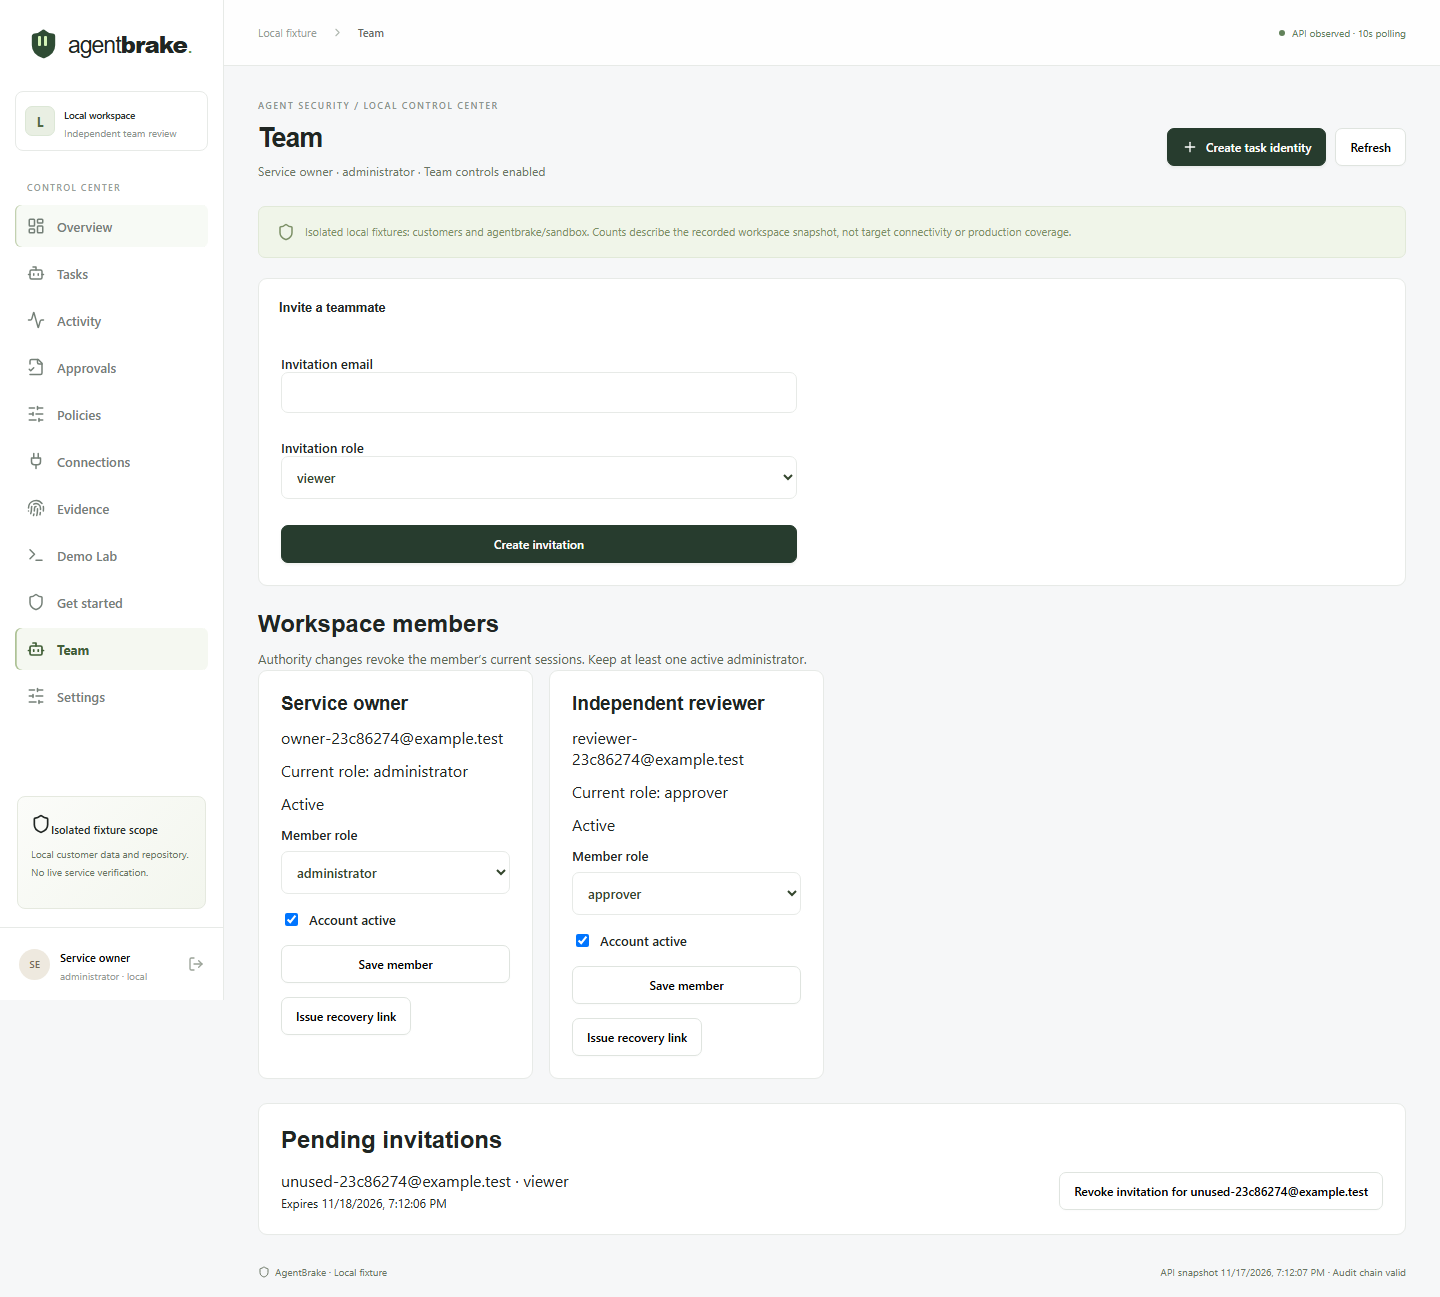 agentbrake.
L
Local workspace
Independent team review
CONTROL CENTER
Overview
Tasks
Activity
Approvals
Policies
Connections
Evidence
Demo Lab
Get started
Team
Settings
Isolated fixture scope
Local customer data and repository.
No live service verification.
SE
Service owner
administrator · local
Local fixture
Team
API observed · 10s polling
AGENT SECURITY / LOCAL CONTROL CENTER
Team
Service owner · administrator · Team controls enabled
Create task identity
Refresh
Isolated local fixtures: customers and agentbrake/sandbox. Counts describe the recorded workspace snapshot, not target connectivity or production coverage.
Invite a teammate
Invitation email
Invitation role
viewer
Create invitation
Workspace members
Authority changes revoke the member's current sessions. Keep at least one active administrator.
Service owner
owner-23c86274@example.test
Current role: administrator
Active
Member role
administrator
Account active
Save member
Issue recovery link
Independent reviewer
reviewer-
23c86274@example.test
Current role: approver
Active
Member role
approver
Account active
Save member
Issue recovery link
Pending invitations
unused-23c86274@example.test · viewer
Expires 11/18/2026, 7:12:06 PM
Revoke invitation for unused-23c86274@example.test
AgentBrake · Local fixture
API snapshot 11/17/2026, 7:12:07 PM · Audit chain valid